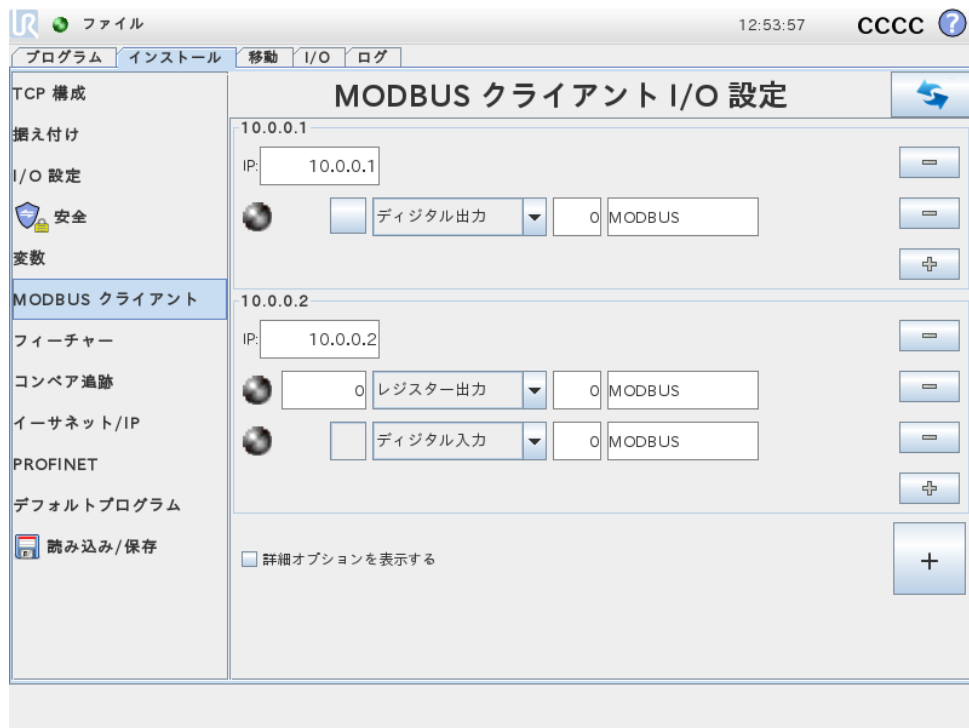 UR ファイル 12:53:57 CCCC ?
プログラム インストール 移動 I/O ログ
TCP 構成
据え付け
I/O 設定
安全
変数
MODBUS クライアント
フィーチャー
コンベア追跡
イーサネット/IP
PROFINET
デフォルトプログラム
読み込み/保存
MODBUS クライアント I/O 設定
10.0.0.1
IP: 10.0.0.1
ディジタル出力 0 MODBUS
10.0.0.2
IP: 10.0.0.2
0 レジスター出力 0 MODBUS
ディジタル入力 0 MODBUS
詳細オプションを表示する
+